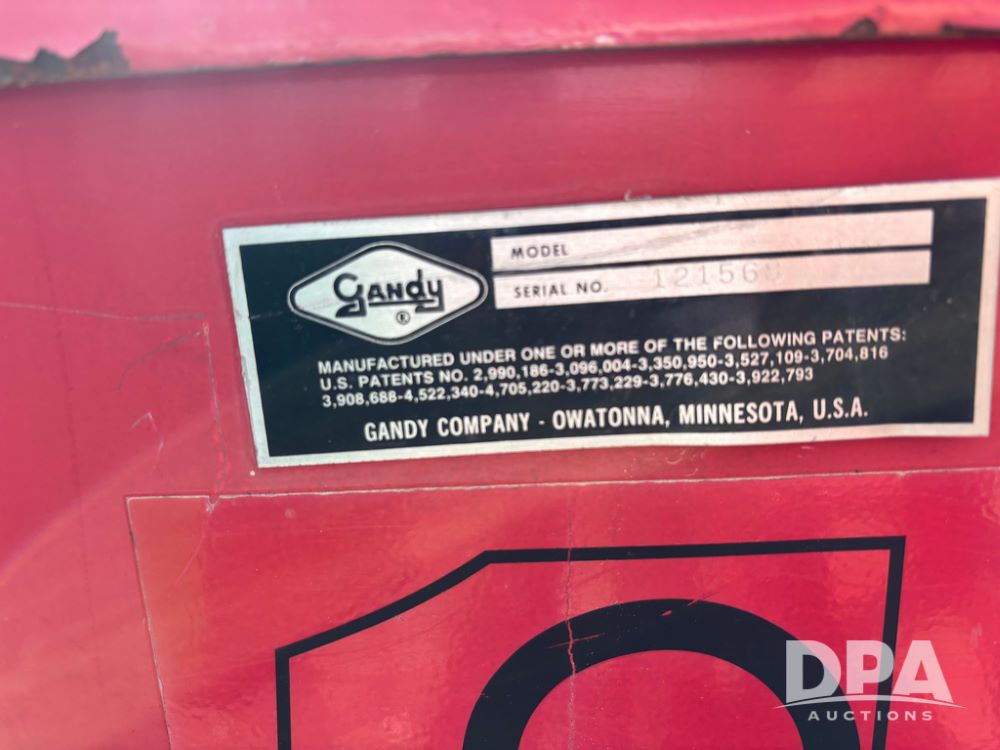 Gandy
®
MODEL
SERIAL NO. 121568
MANUFACTURED UNDER ONE OR MORE OF THE FOLLOWING PATENTS:
U.S. PATENTS NO. 2,990,186-3,096,004-3,350,950-3,527,109-3,704,816
3,908,688-4,522,340-4,705,220-3,773,229-3,776,430-3,922,793
GANDY COMPANY - OWATONNA, MINNESOTA, U.S.A.
DPA
AUCTIONS